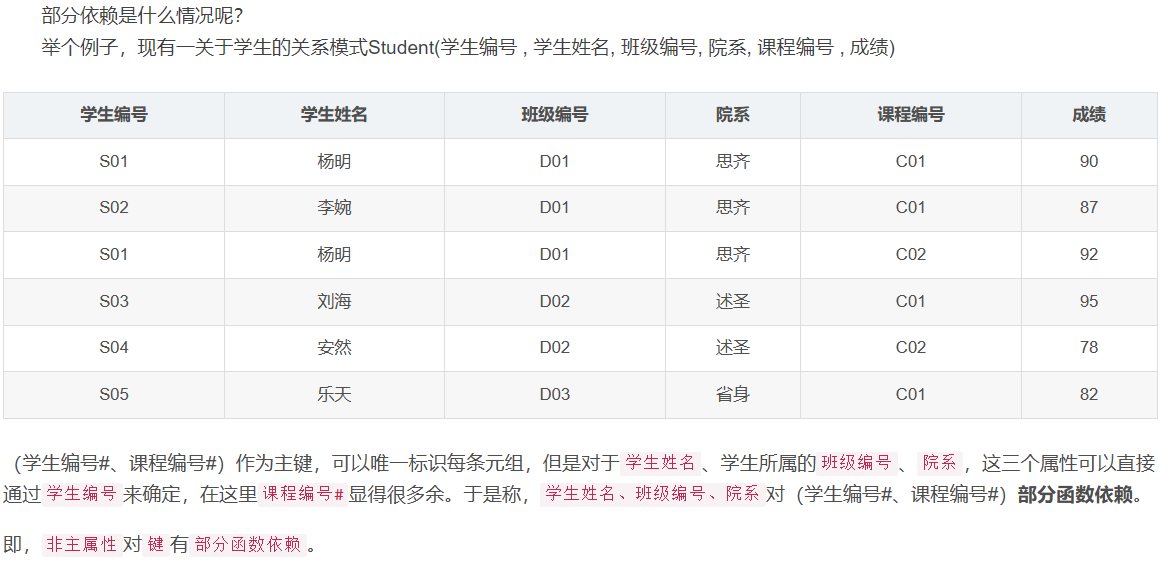 部分依赖是什么情况呢？
举个例子，现有一关于学生的关系模式Student(学生编号 , 学生姓名, 班级编号, 院系, 课程编号 , 成绩)
学生编号 学生姓名 班级编号 院系 课程编号 成绩
S01 杨明 D01 思齐 C01 90
S02 李婉 D01 思齐 C01 87
S01 杨明 D01 思齐 C02 92
S03 刘海 D02 述圣 C01 95
S04 安然 D02 述圣 C02 78
S05 乐天 D03 省身 C01 82
（学生编号#、课程编号#）作为主键，可以唯一标识每条元组，但是对于 学生姓名 、学生所属的 班级编号 、 院系 ，这三个属性可以直接
通过 学生编号 来确定，在这里 课程编号# 显得很多余。于是称， 学生姓名、班级编号、院系 对（学生编号#、课程编号#）部分函数依赖。
即， 非主属性 对 键 有 部分函数依赖 。